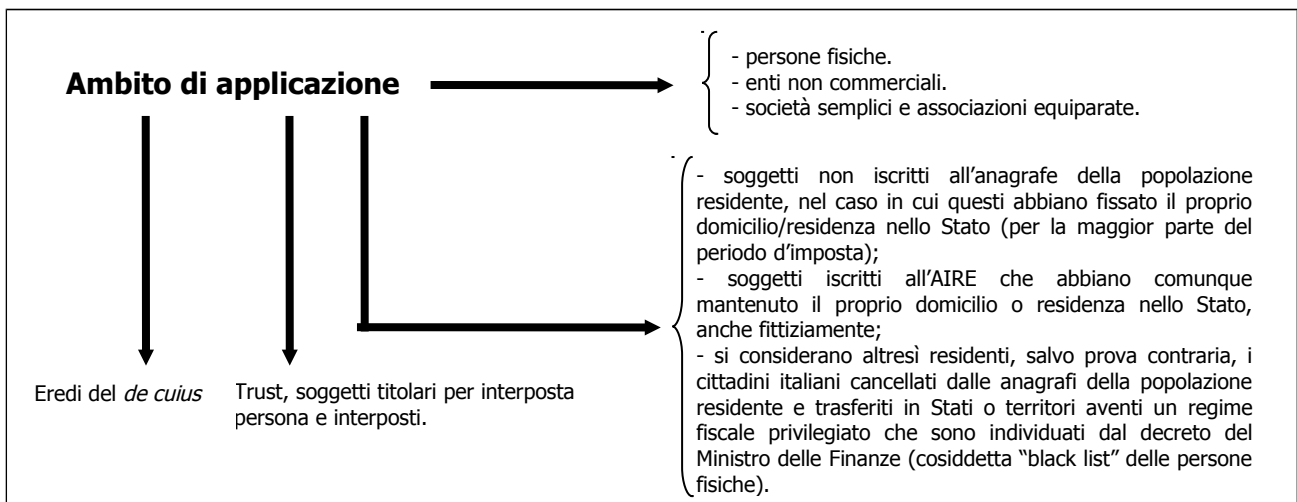 Ambito di applicazione
- persone fisiche.
- enti non commerciali.
- società semplici e associazioni equiparate.
- soggetti non iscritti all’anagrafe della popolazione
residente, nel caso in cui questi abbiano fissato il proprio
domicilio/residenza nello Stato (per la maggior parte del
periodo d’imposta);
- soggetti iscritti all’AIRE che abbiano comunque
mantenuto il proprio domicilio o residenza nello Stato,
anche fittiziamente;
- si considerano altresì residenti, salvo prova contraria, i
cittadini italiani cancellati dalle anagrafi della popolazione
residente e trasferiti in Stati o territori aventi un regime
fiscale privilegiato che sono individuati dal decreto del
Ministro delle Finanze (cosiddetta “black list” delle persone
fisiche).
Eredi del de cuius
Trust, soggetti titolari per interposta
persona e interposti.